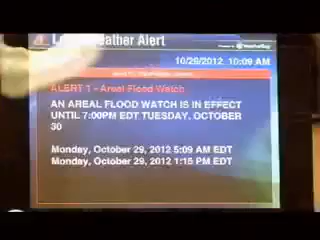 Weather Alert
10/29/2012 10:09 AM
ALERT 1 - Areal Flood Watch
AN AREAL FLOOD WATCH IS IN EFFECT
UNTIL 7:00PM EDT TUESDAY, OCTOBER
30
Monday, October 29, 2012 5:09 AM EDT
Monday, October 29, 2012 1:15 PM EDT